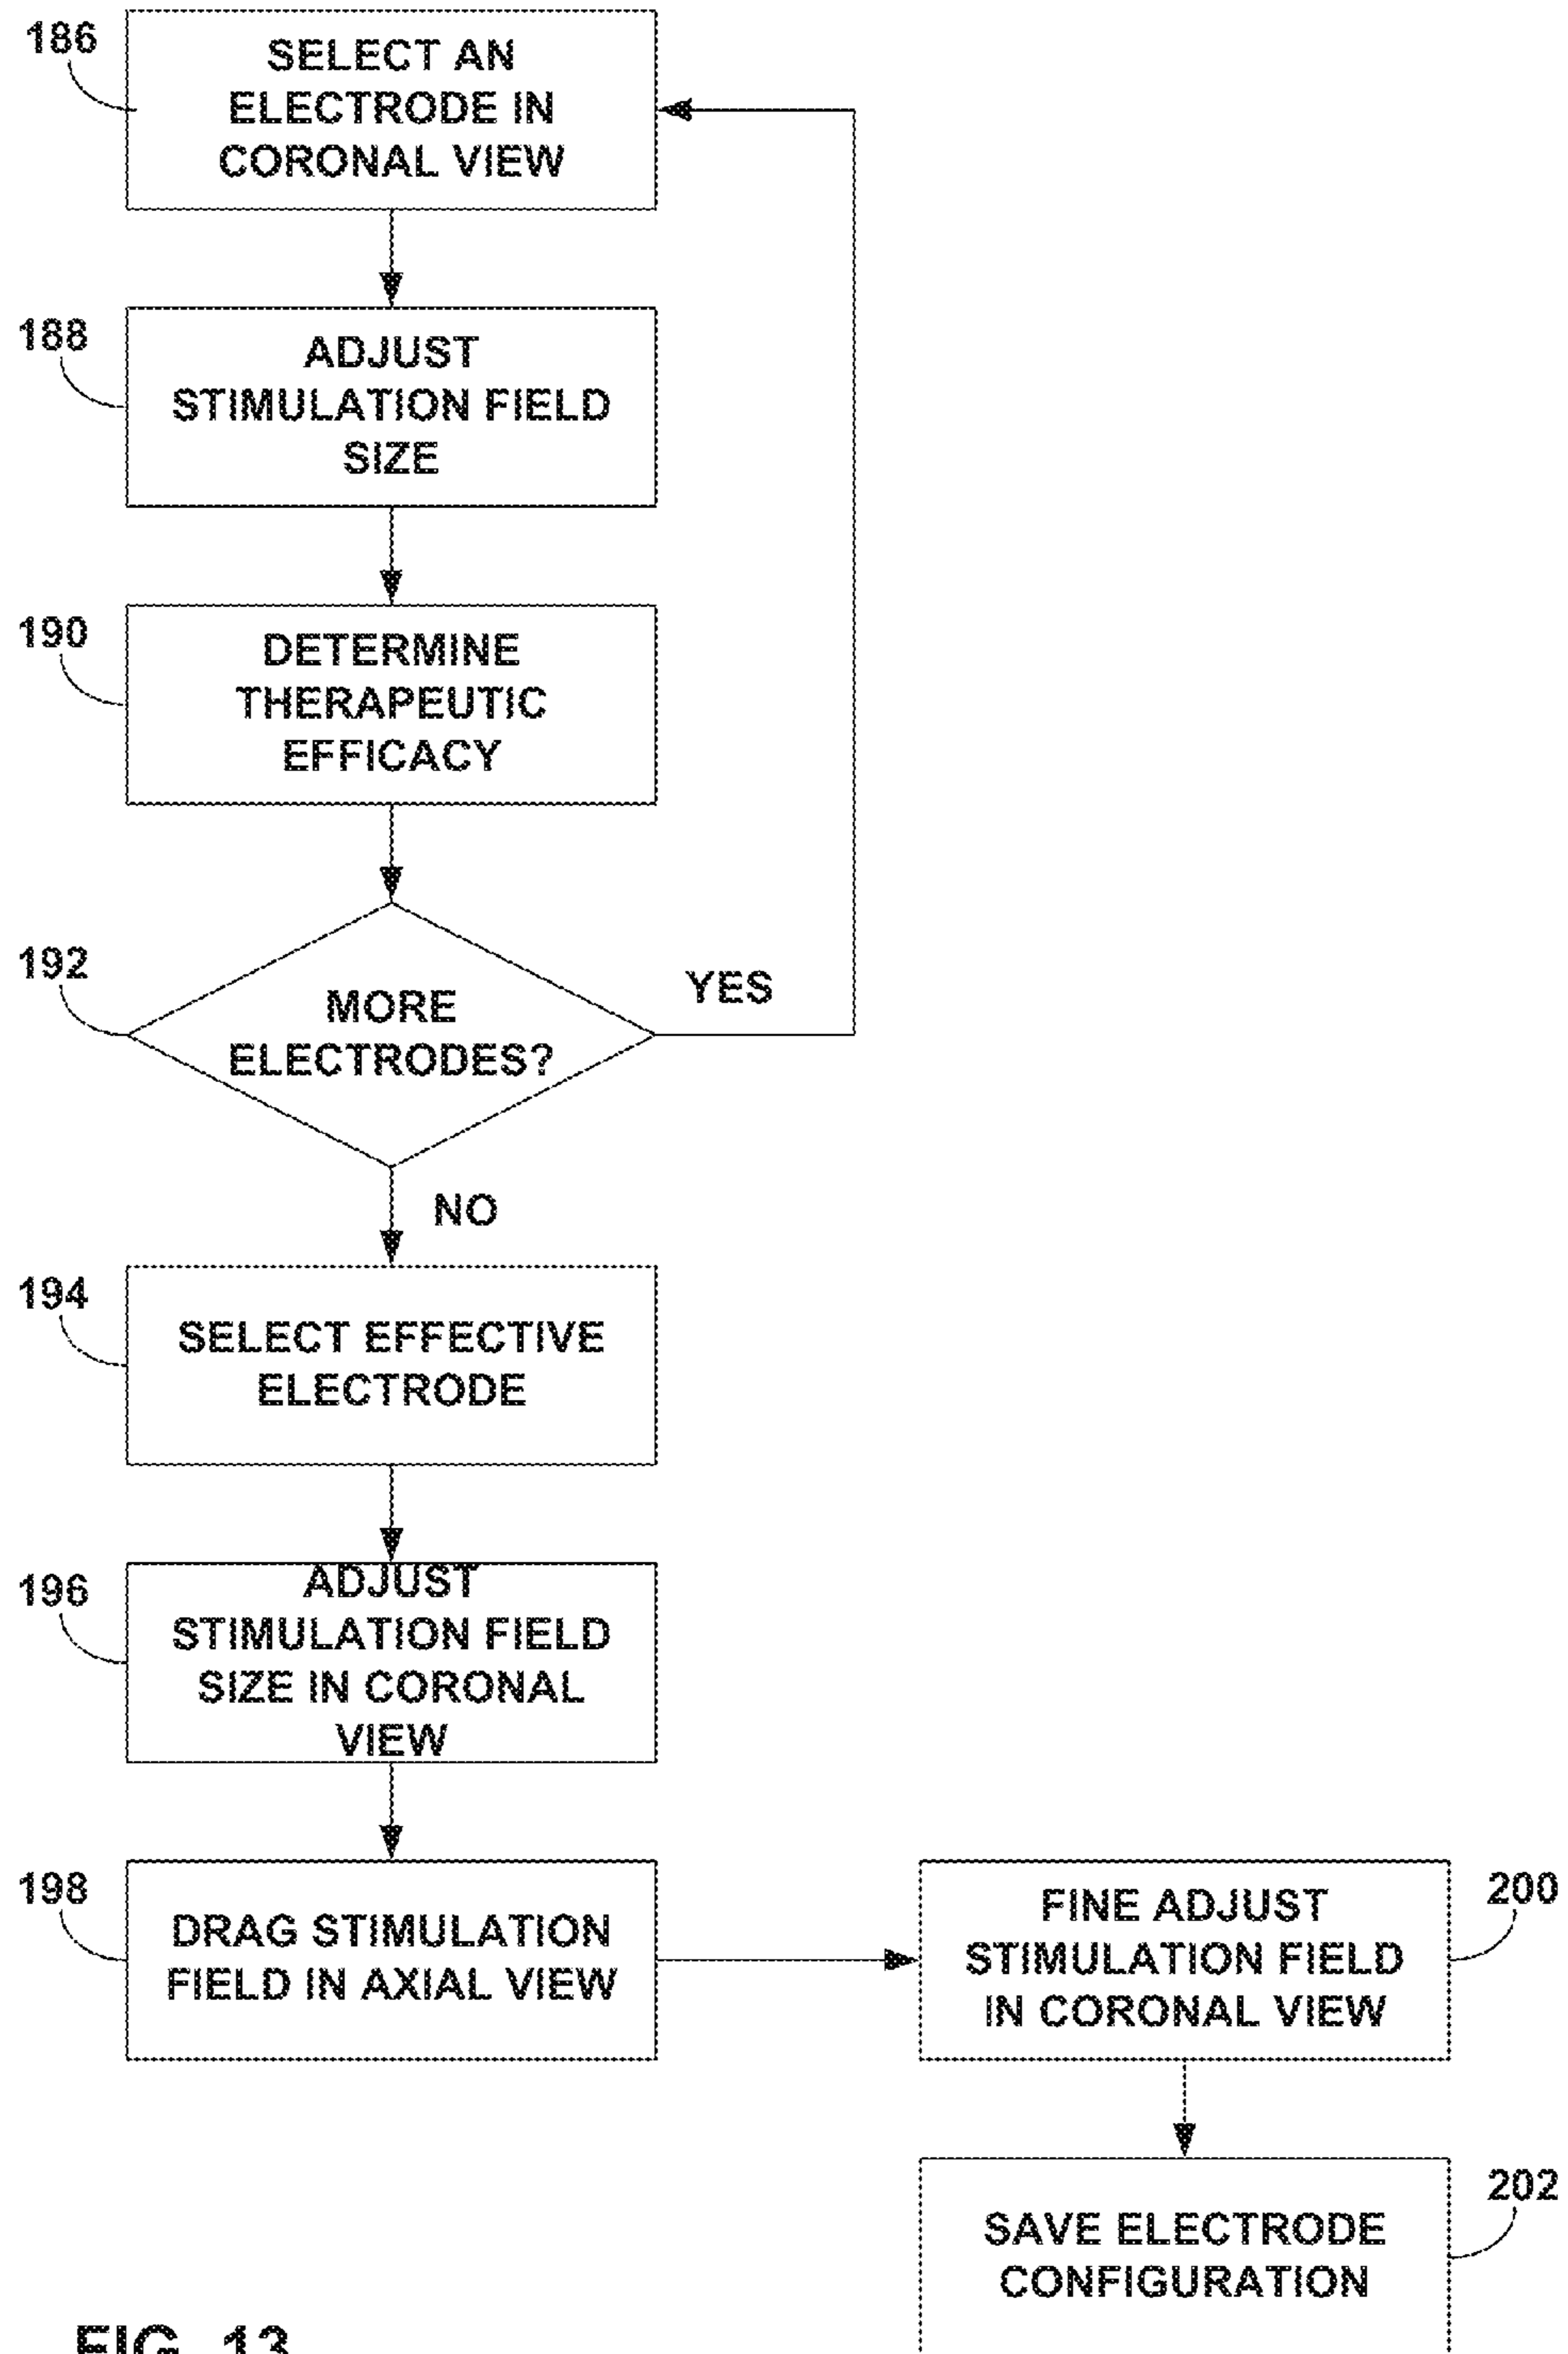 186
SELECT AN
ELECTRODE IN
CORONAL VIEW
188
ADJUST
STIMULATION FIELD
SIZE
190
DETERMINE
THERAPEUTIC
EFFICACY
192
MORE
ELECTRODES?
YES
NO
194
SELECT EFFECTIVE
ELECTRODE
196
ADJUST
STIMULATION FIELD
SIZE IN CORONAL
VIEW
198
DRAG STIMULATION
FIELD IN AXIAL VIEW
200
FINE ADJUST
STIMULATION FIELD
IN CORONAL VIEW
202
SAVE ELECTRODE
CONFIGURATION
FIG. 13